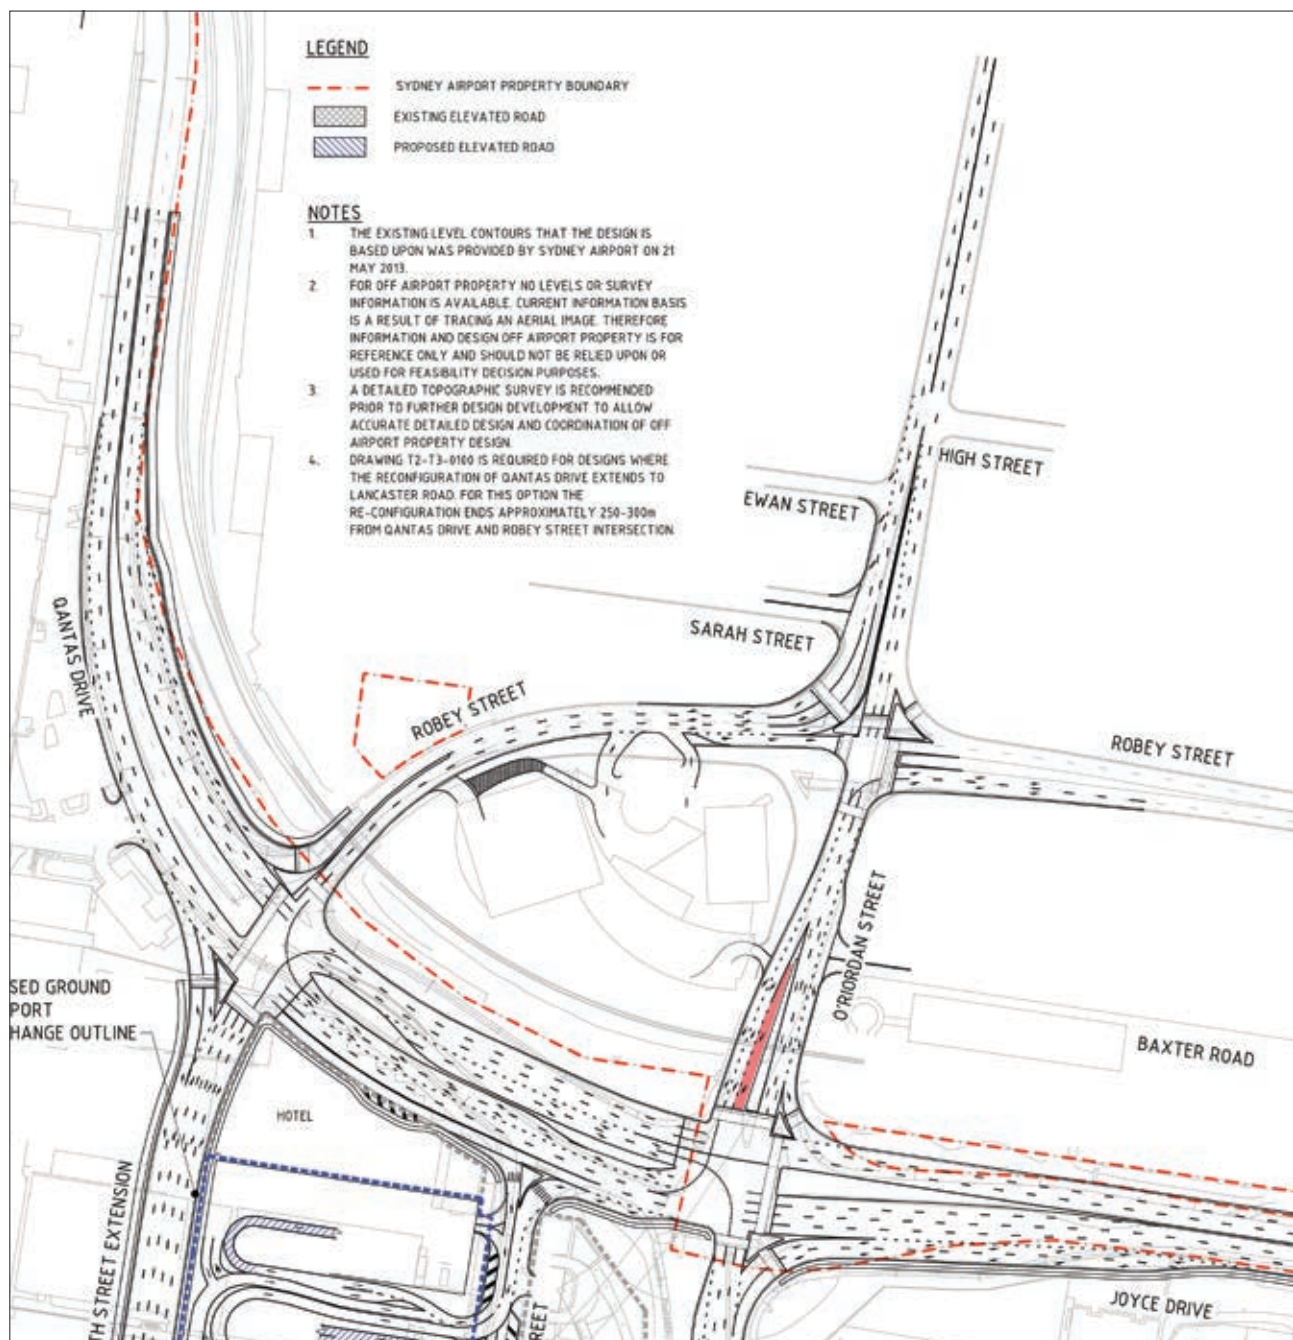 LEGEND
SYDNEY AIRPORT PROPERTY BOUNDARY
EXISTING ELEVATED ROAD
PROPOSED ELEVATED ROAD
NOTES
1. THE EXISTING LEVEL CONTOURS THAT THE DESIGN IS
BASED UPON WAS PROVIDED BY SYDNEY AIRPORT ON 21
MAY 2013.
2. FOR OFF AIRPORT PROPERTY NO LEVELS OR SURVEY
INFORMATION IS AVAILABLE. CURRENT INFORMATION BASIS
IS A RESULT OF TRACING AN AERIAL IMAGE. THEREFORE
INFORMATION AND DESIGN OFF AIRPORT PROPERTY IS FOR
REFERENCE ONLY AND SHOULD NOT BE RELIED UPON OR
USED FOR FEASIBILITY DECISION PURPOSES.
3. A DETAILED TOPOGRAPHIC SURVEY IS RECOMMENDED
PRIOR TO FURTHER DESIGN DEVELOPMENT TO ALLOW
ACCURATE DETAILED DESIGN AND COORDINATION OF OFF
AIRPORT PROPERTY DESIGN.
4. DRAWING T2-T3-0100 IS REQUIRED FOR DESIGNS WHERE
THE RECONFIGURATION OF QANTAS DRIVE EXTENDS TO
LANCASTER ROAD. FOR THIS OPTION THE
RE-CONFIGURATION ENDS APPROXIMATELY 250-300m
FROM QANTAS DRIVE AND ROBEY STREET INTERSECTION
HIGH STREET
EWAN STREET
SARAH STREET
QANTAS DRIVE
ROBEY STREET
ROBEY STREET
O'RIORDAN STREET
SED GROUND
PORT
HANGE OUTLINE
BAXTER ROAD
HOTEL
TH STREET EXTENSION
REET
JOYCE DRIVE